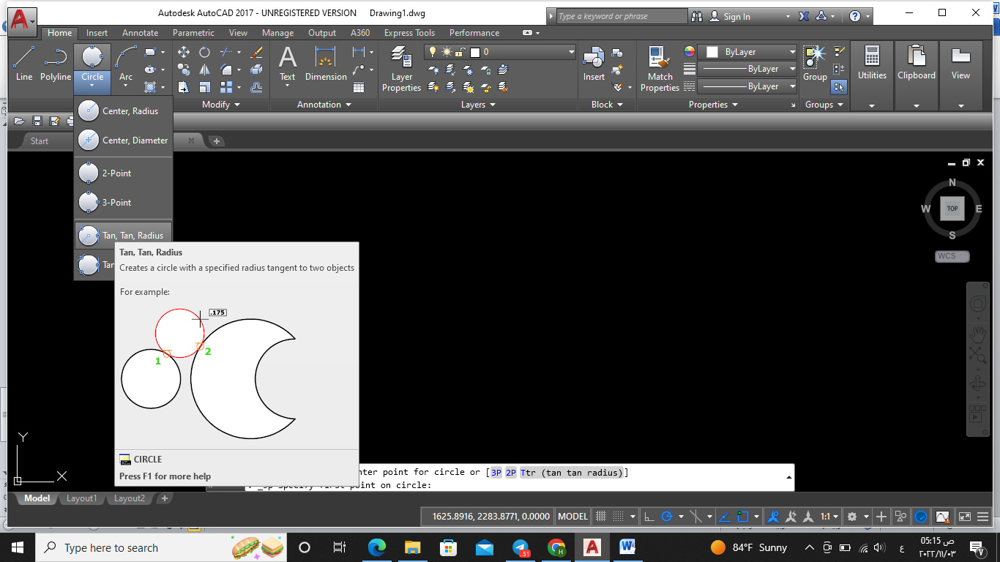 Autodesk AutoCAD 2017 - UNREGISTERED VERSION Drawing1.dwg
Type a keyword or phrase
Sign In
Home Insert Annotate Parametric View Manage Output A360 Express Tools Performance
0
ByLayer
ByLayer
ByLayer
Line Polyline Circle Arc
Text Dimension
Layer Properties
Insert
Match Properties
Group
Utilities
Clipboard
View
Modify Annotation Layers Block Properties Groups
Center, Radius
Center, Diameter
2-Point
3-Point
Tan, Tan, Radius
Tan
Start
N
W TOP E
S
WCS
Tan, Tan, Radius
Creates a circle with a specified radius tangent to two objects
For example:
.175
1
2
CIRCLE
Press F1 for more help
Y
X
nter point for circle or [3P 2P Ttr (tan tan radius)]
_3p Specify first point on circle:
Model Layout1 Layout2
1625.8916, 2283.8771, 0.0000 MODEL
1:1
Type here to search
51
H
84°F Sunny
ع
05:15 ص
٢٠٢٢/١١/٠٣